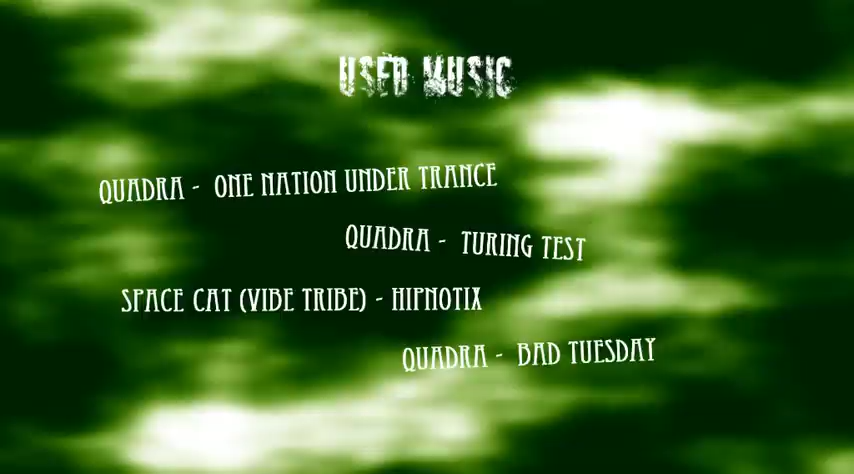 USED MUSIC
QUADRA - ONE NATION UNDER TRANCE
QUADRA - TURING TEST
SPACE CAT (VIBE TRIBE) - HIPNOTIX
QUADRA - BAD TUESDAY